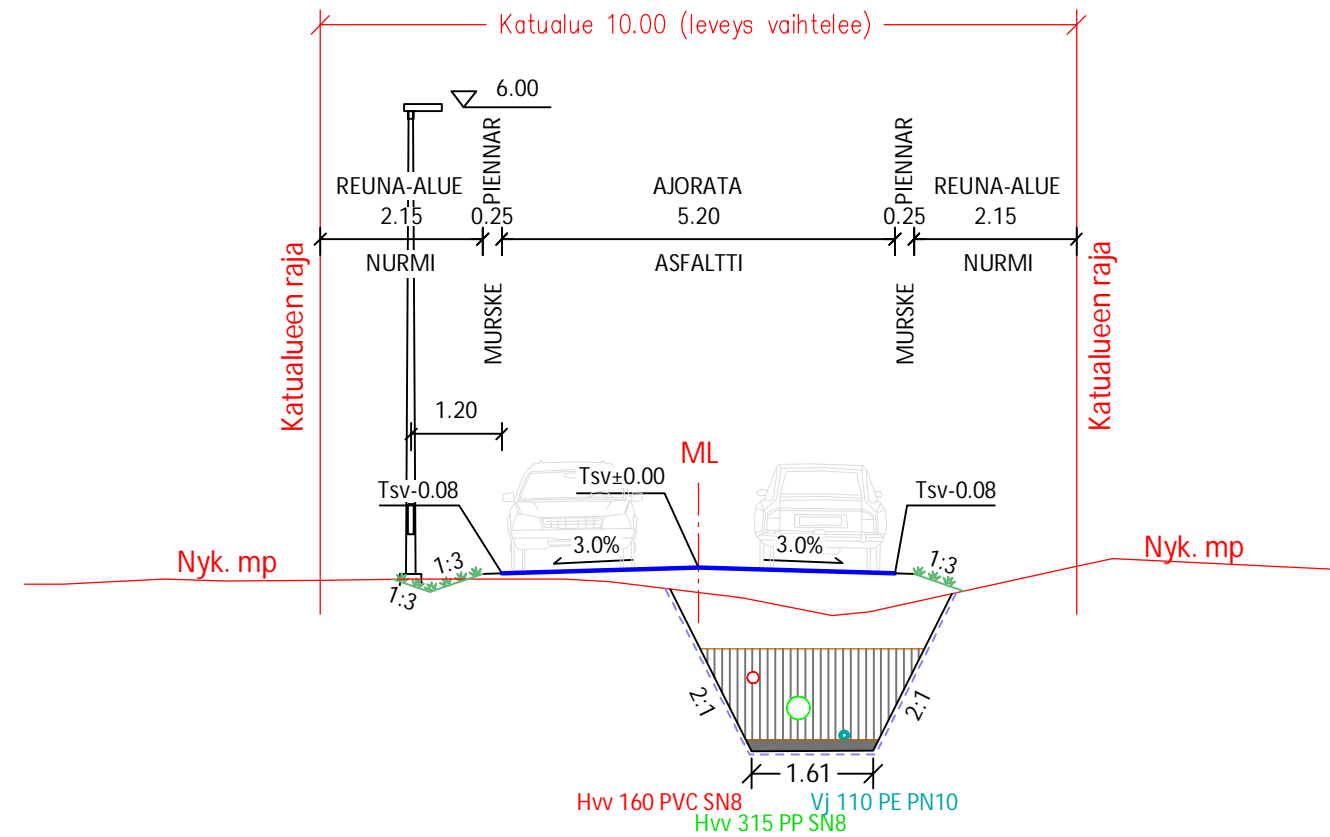 Katualue 10.00 (leveys vaihtelee)
6.00
PIENNAR
PIENNAR
REUNA-ALUE
AJORATA
REUNA-ALUE
2.15
0.25
5.20
0.25
2.15
NURMI
ASFALTTI
NURMI
Katualueen raja
MURSKE
MURSKE
Katualueen raja
1.20
ML
Tsv-0.08
Tsv±0.00
Tsv-0.08
Nyk. mp
1:3
3.0%
3.0%
1:3
Nyk. mp
1:3
2:1
2:1
1.61
Hvv 160 PVC SN8
Vj 110 PE PN10
Hvv 315 PP SN8